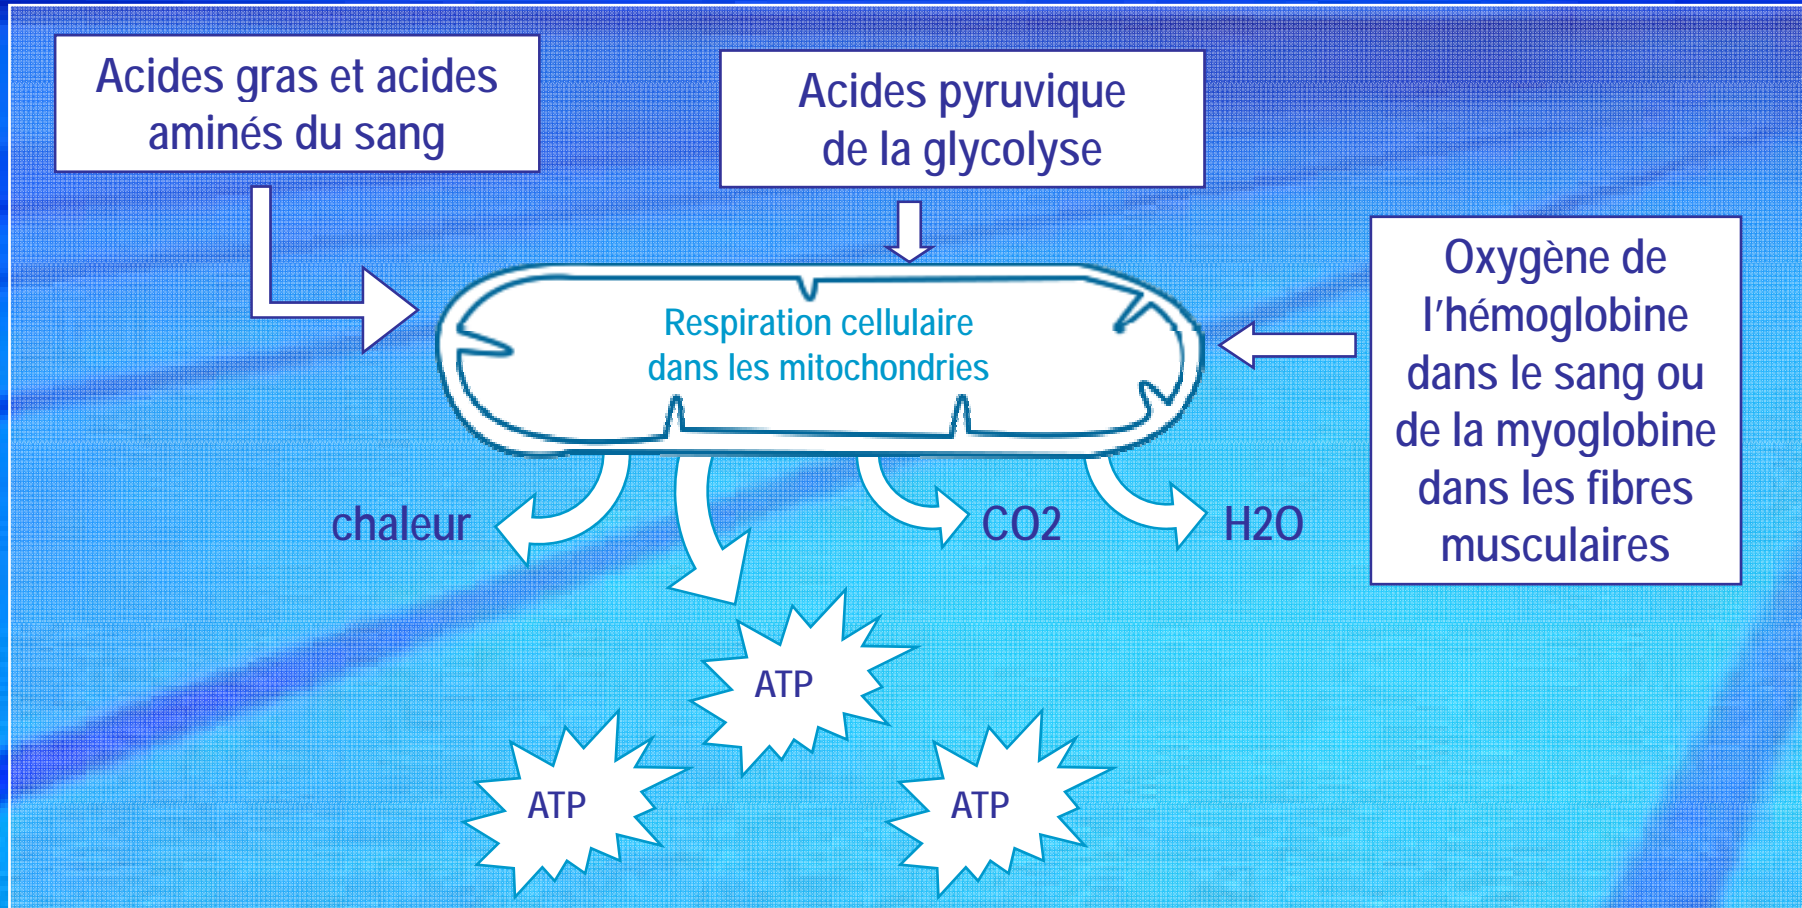 Acides gras et acides
aminés du sang
Acides pyruvique
de la glycolyse
Oxygène de
l'hémoglobine
dans le sang ou
de la myoglobine
dans les fibres
musculaires
Respiration cellulaire
dans les mitochondries
chaleur
CO2
H2O
ATP
ATP
ATP